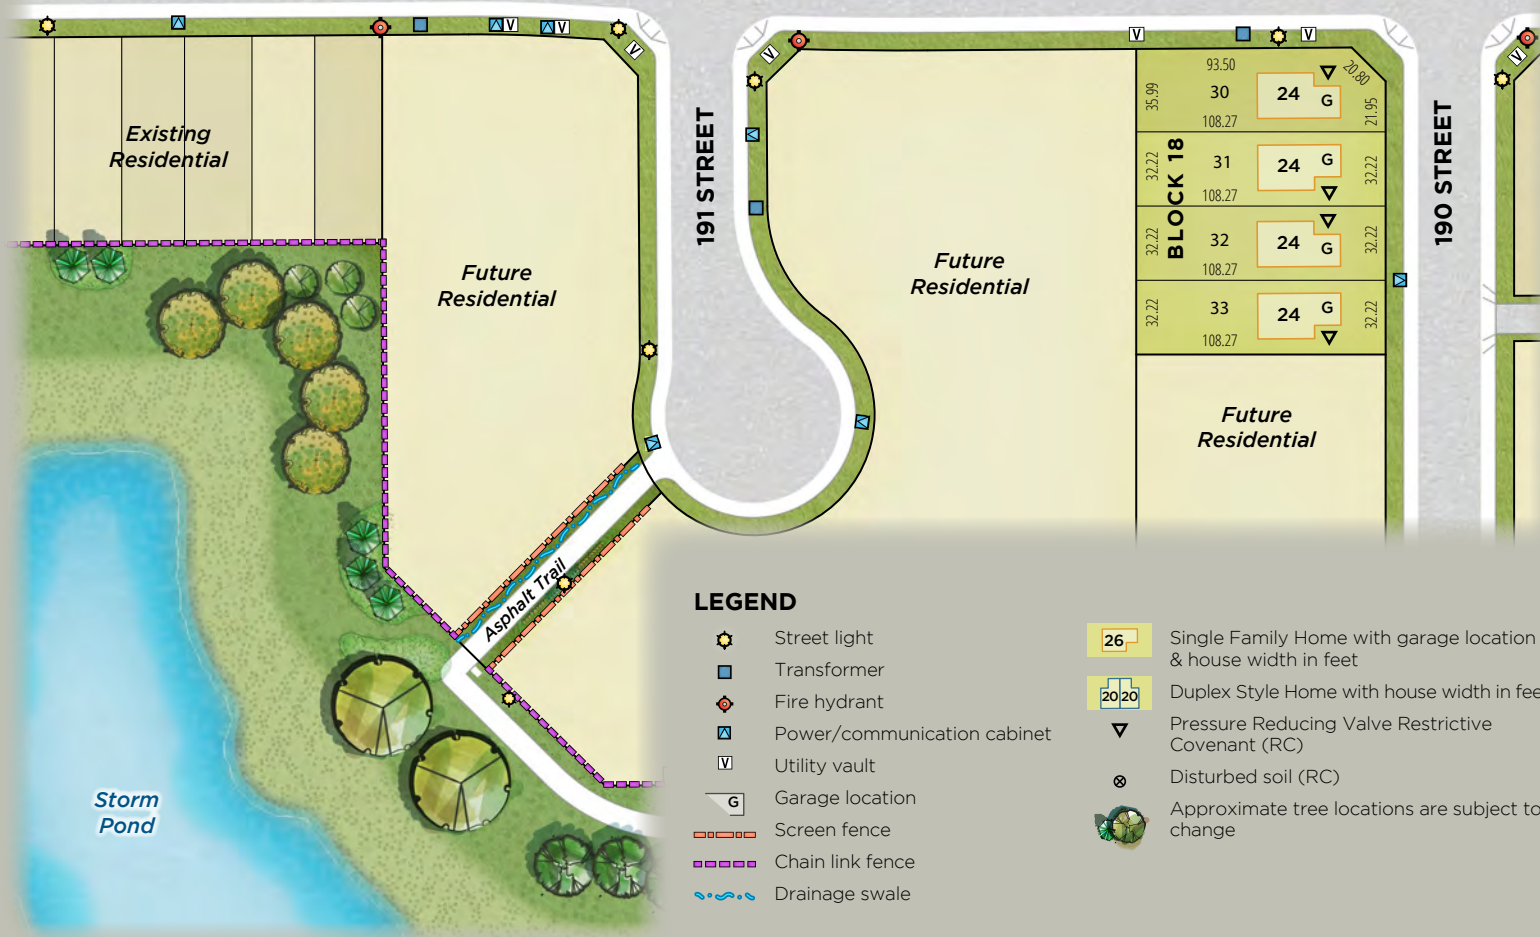 V
V
V
V
V
V
V
Existing
Residential
Future
Residential
191 STREET
Future
Residential
93.50
20.80
35.99
30
24
G
21.95
108.27
BLOCK 18
32.22
31
24
G
32.22
108.27
32.22
32
24
G
32.22
108.27
32.22
33
24
G
32.22
108.27
190 STREET
Future
Residential
Asphalt Trail
Storm
Pond
LEGEND
Street light
Transformer
Fire hydrant
Power/communication cabinet
V Utility vault
G Garage location
Screen fence
Chain link fence
Drainage swale
26 Single Family Home with garage location
& house width in feet
20 20 Duplex Style Home with house width in fee
Pressure Reducing Valve Restrictive
Covenant (RC)
Disturbed soil (RC)
Approximate tree locations are subject to
change